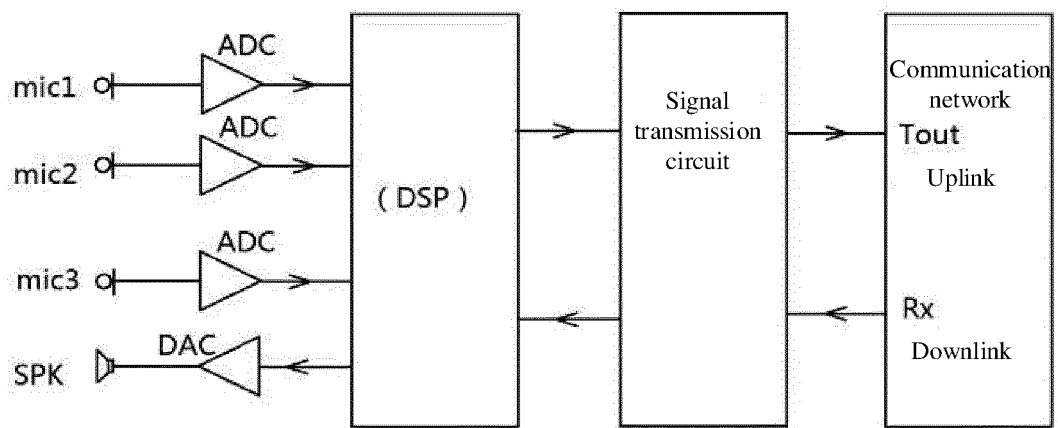 ADC
mic1
ADC
mic2
ADC
mic3
DAC
SPK
( DSP )
Signal
transmission
circuit
Communication
network
Tout
Uplink
Rx
Downlink